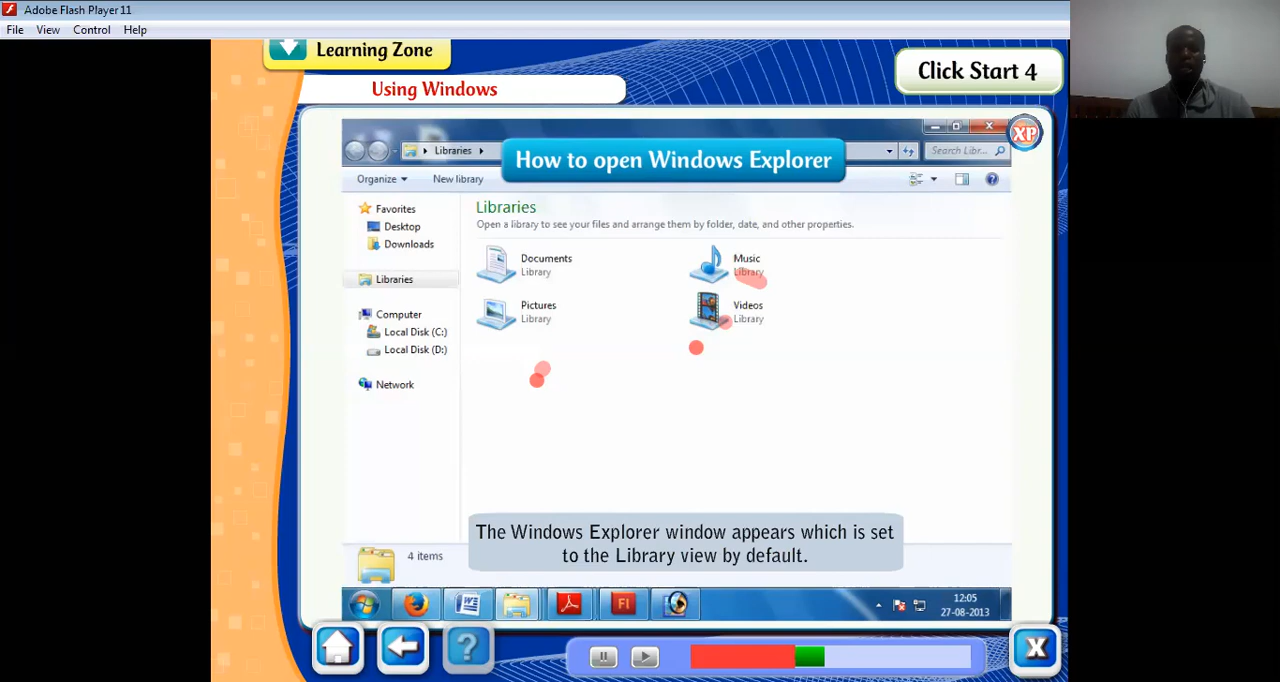 Adobe Flash Player 11
File View Control Help
Learning Zone
Click Start 4
Using Windows
XP
How to open Windows Explorer
Libraries
Search Libr...
Organize
New library
Favorites
Desktop
Downloads
Libraries
Computer
Local Disk (C:)
Local Disk (D:)
Network
Libraries
Open a library to see your files and arrange them by folder, date, and other properties.
Documents
Library
Music
Library
Pictures
Library
Videos
Library
The Windows Explorer window appears which is set
to the Library view by default.
4 items
12:05
27-08-2013